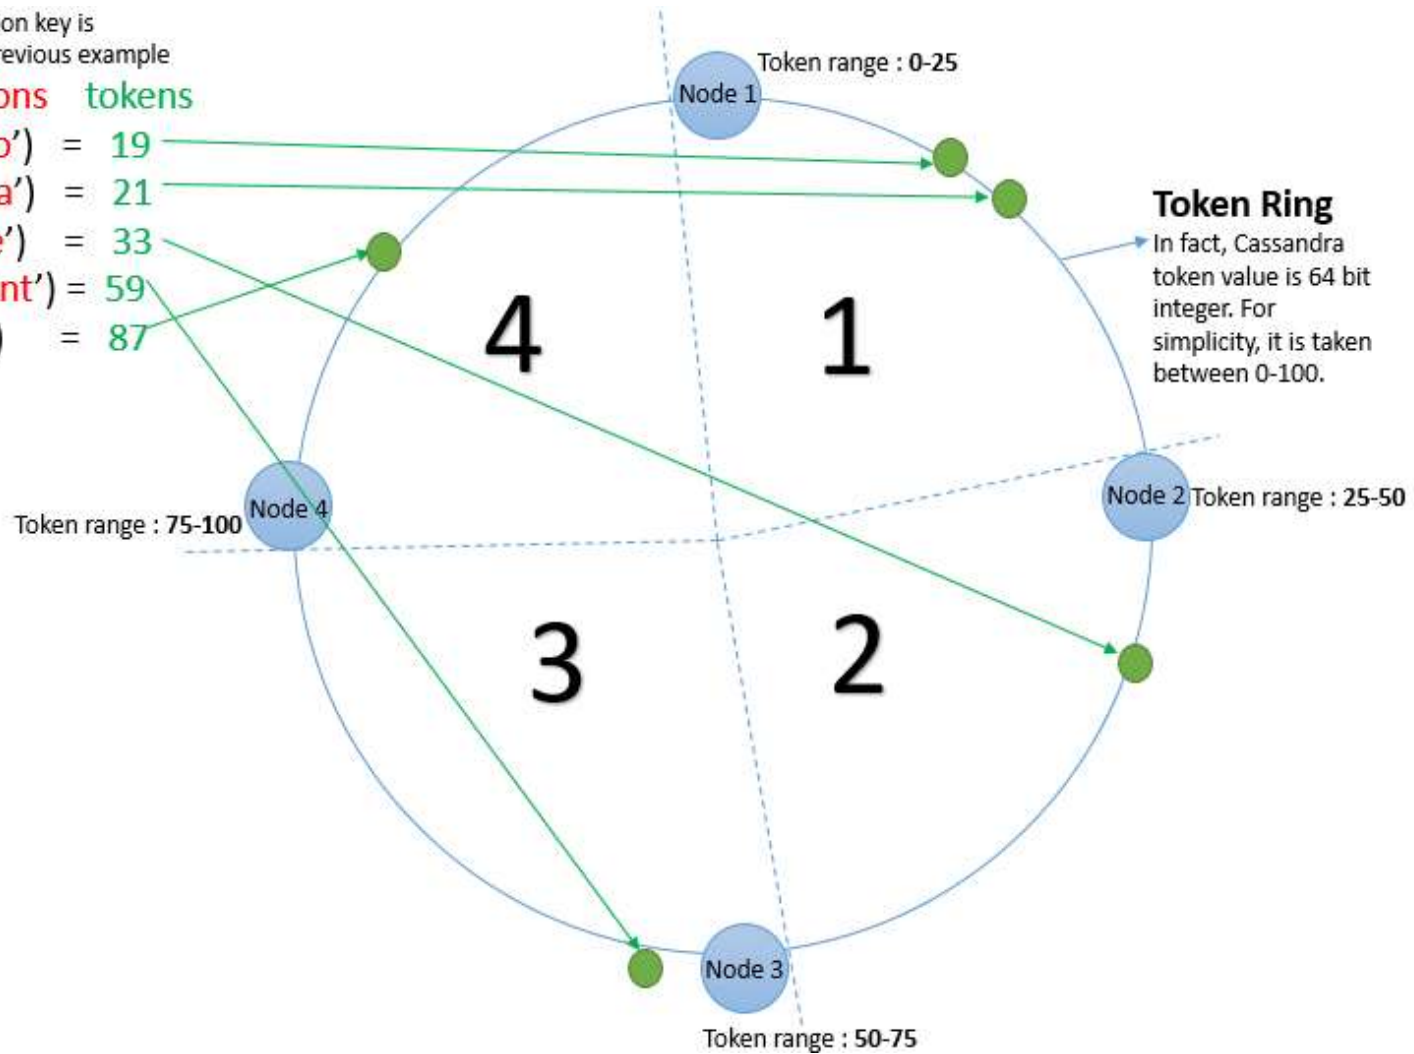 on key is
revious example
ons tokens
o’) = 19
a’) = 21
e’) = 33
nt’) = 59
) = 87
Node 1
Token range : 0-25
Token Ring
In fact, Cassandra
token value is 64 bit
integer. For
simplicity, it is taken
between 0-100.
4
1
Node 2
Token range : 25-50
Node 4
Token range : 75-100
3
2
Node 3
Token range : 50-75